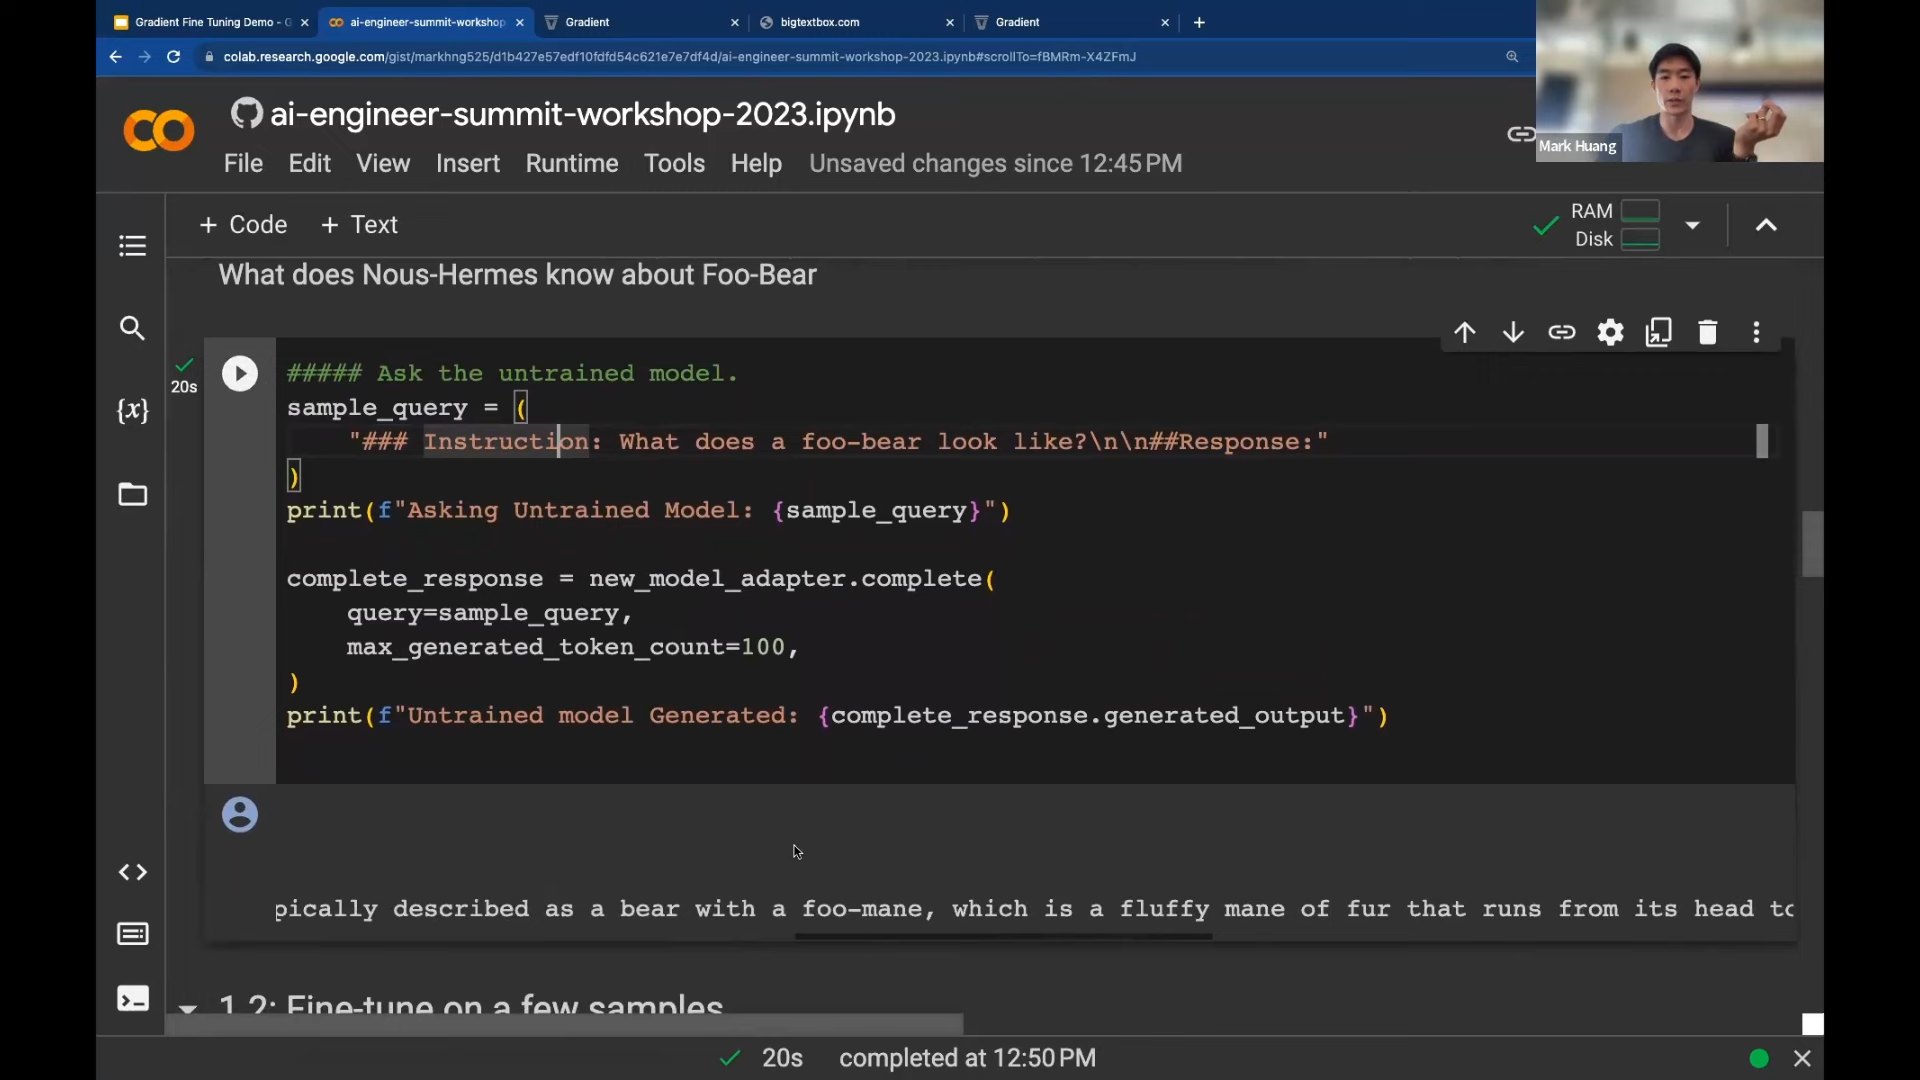 Gradient Fine Tuning Demo - G
ai-engineer-summit-workshop
Gradient
bigtextbox.com
Gradient
colab.research.google.com/gist/markhng525/d1b427e57edf10fdfd54c621e7e7df4d/ai-engineer-summit-workshop-2023.ipynb#scrollTo=fBMRm-X4ZFmJ
Mark Huang
ai-engineer-summit-workshop-2023.ipynb
File Edit View Insert Runtime Tools Help Unsaved changes since 12:45 PM
+ Code + Text
RAM
Disk
What does Nous-Hermes know about Foo-Bear
20s
##### Ask the untrained model.
sample_query = (
"### Instruction: What does a foo-bear look like?\n\n##Response:"
)
print(f"Asking Untrained Model: {sample_query}")
complete_response = new_model_adapter.complete(
query=sample_query,
max_generated_token_count=100,
)
print(f"Untrained model Generated: {complete_response.generated_output}")
pically described as a bear with a foo-mane, which is a fluffy mane of fur that runs from its head to
1.2: Fine-tune on a few samples
20s completed at 12:50 PM